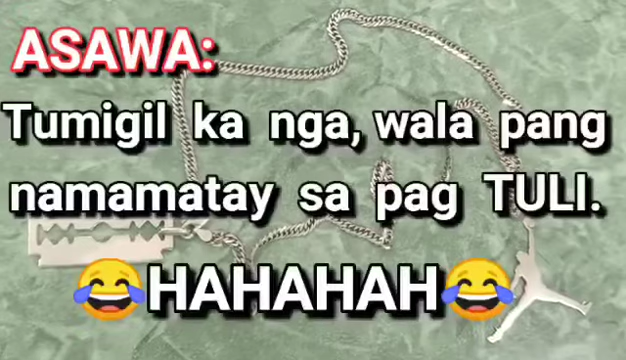 ASAWA:
Tumigil ka nga, wala pang
namamatay sa pag TULI.
😂HAHAHAH😂